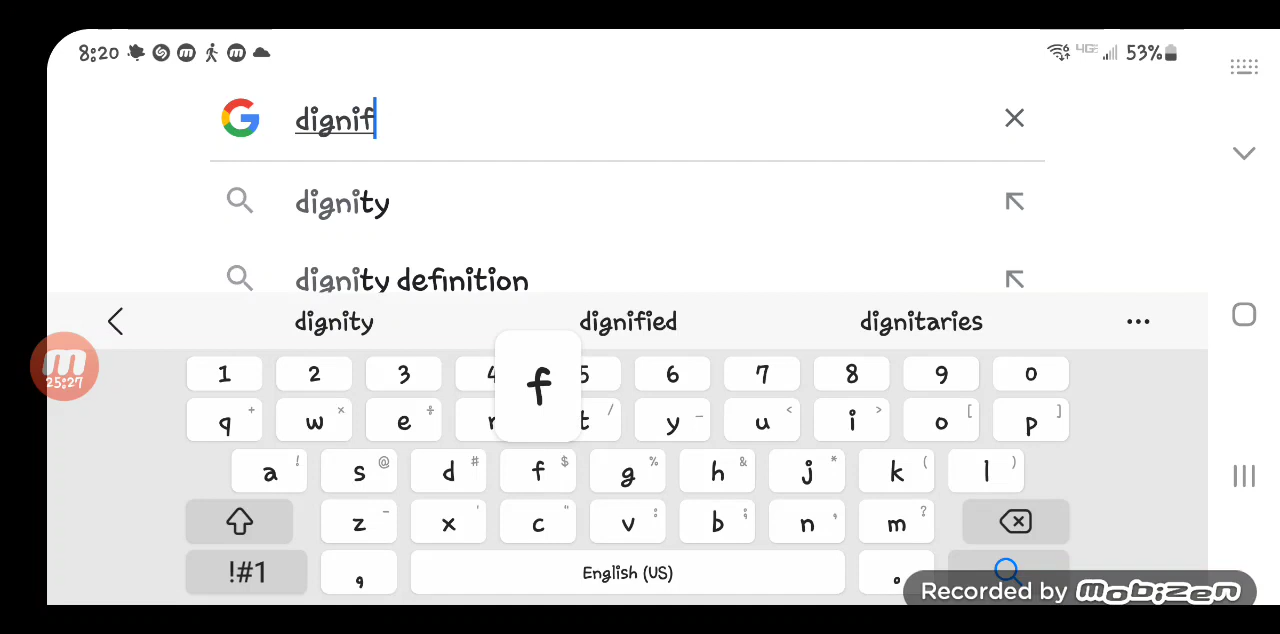 8:20 4GE 53%
dignif
dignity
dignity definition
dignity dignified dignitaries ...
25:27
1 2 3 4 5 6 7 8 9 0
f
q + w × e ÷ r t / y – u < i > o [ p ]
a ! s @ d # f $ g % h & j * k ( l )
z - x ' c " v : b ; n , m ?
!#1 , English (US) .
Recorded by mobizen